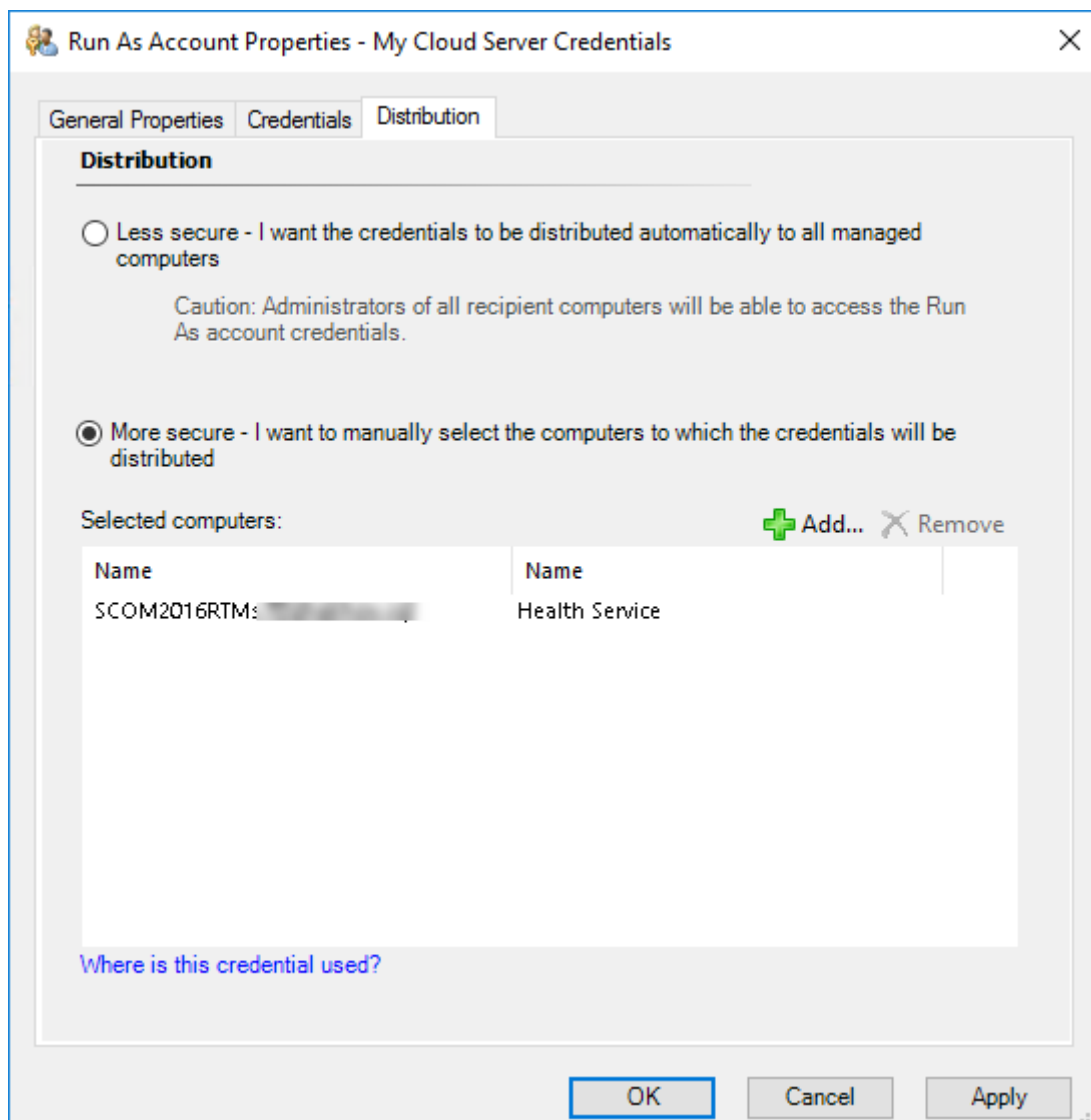 Run As Account Properties - My Cloud Server Credentials
General Properties Credentials Distribution
Distribution
Less secure - I want the credentials to be distributed automatically to all managed
computers
Caution: Administrators of all recipient computers will be able to access the Run
As account credentials.
More secure - I want to manually select the computers to which the credentials will be
distributed
Selected computers: Add... Remove
Name Name
Health Service
Where is this credential used?
OK Cancel Apply